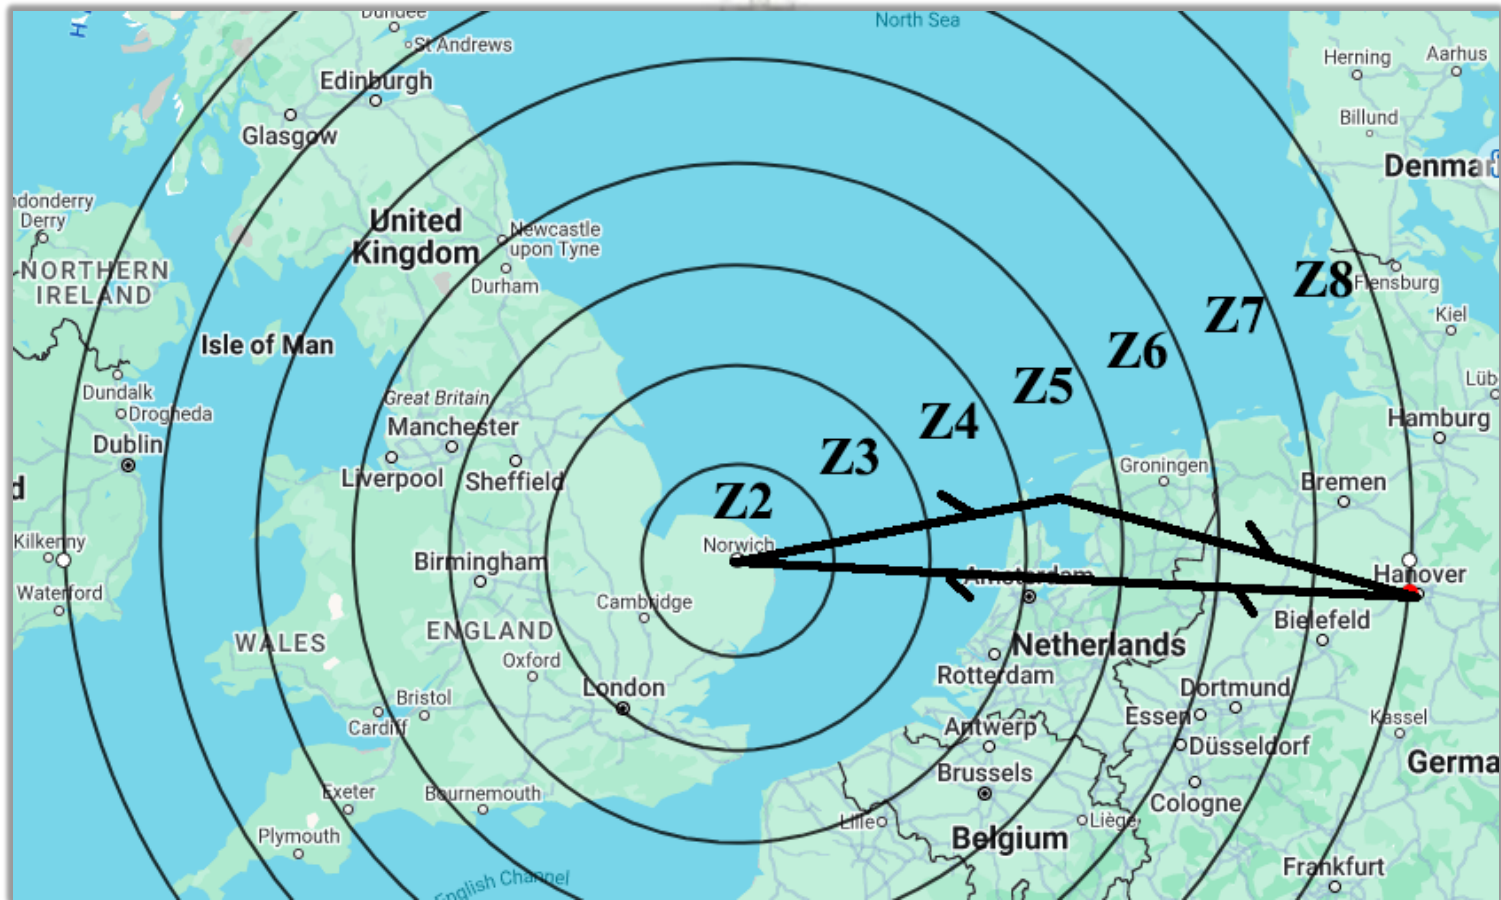 North Sea
Dundee
St Andrews
Edinburgh
Glasgow
Herning
Aarhus
Billund
Denmar
ndonderry
Derry
United
Kingdom
Newcastle
upon Tyne
Durham
NORTHERN
IRELAND
Z8
Flensburg
Z7
Kiel
Isle of Man
Z6
Z5
Lüb
Dundalk
Drogheda
Great Britain
Manchester
Hamburg
Dublin
Z4
Z3
Liverpool
Sheffield
Groningen
Bremen
d
Z2
Kilkenny
Norwich
Birmingham
Amsterdam
Hanover
Waterford
Cambridge
Bielefeld
WALES
ENGLAND
Netherlands
Oxford
Rotterdam
London
Dortmund
Bristol
Cardiff
Essen
Kassel
Antwerp
Düsseldorf
Germa
Brussels
Exeter
Bournemouth
Cologne
Lille
Liège
Plymouth
Belgium
Frankfurt
English Channel